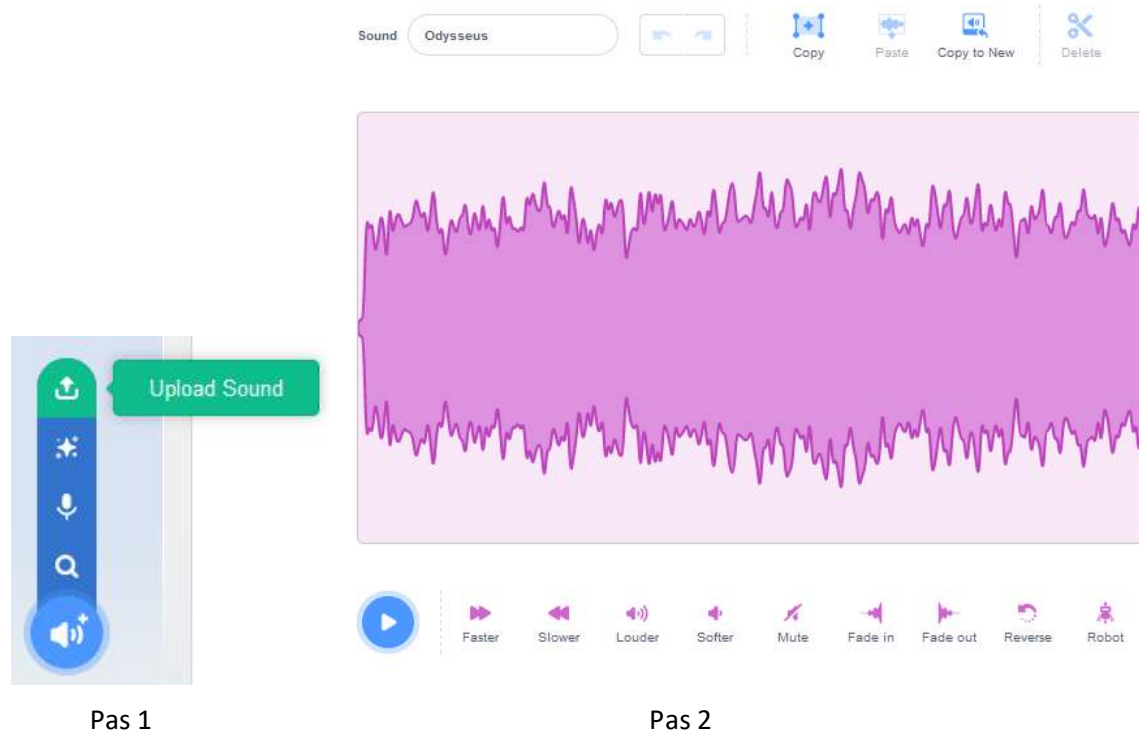 Sound Odysseus
Copy Paste Copy to New Delete
Upload Sound
Faster Slower Louder Softer Mute Fade in Fade out Reverse Robot
Pas 1 Pas 2